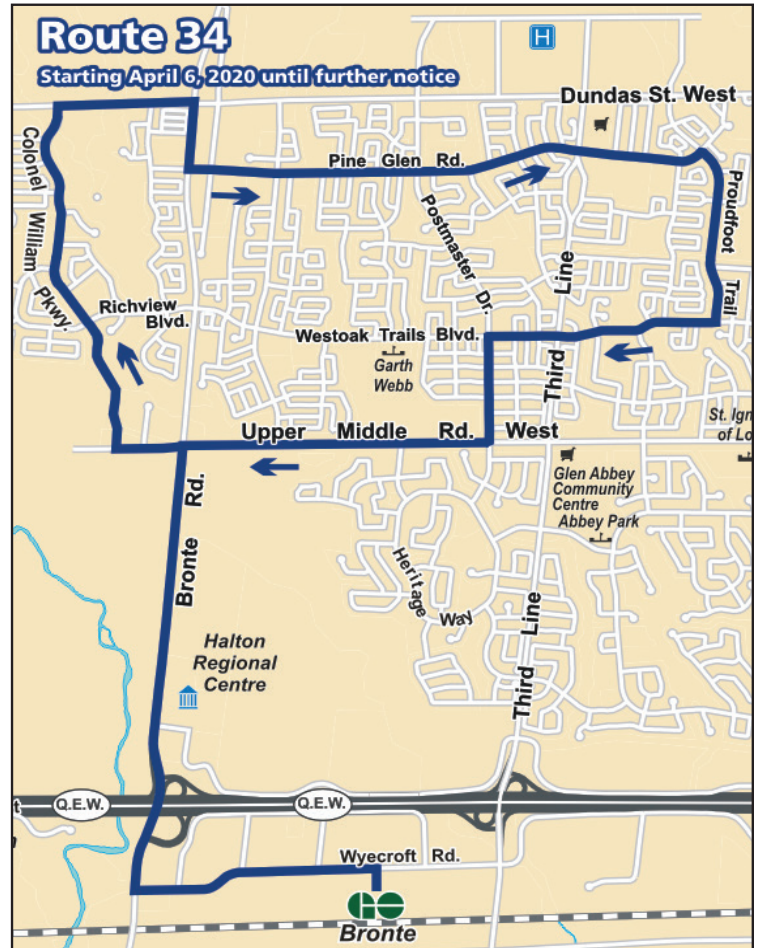 Route 34
Starting April 6, 2020 until further notice
H
Dundas St. West
Colonel William Pkwy.
Pine Glen Rd.
Postmaster Dr.
Proudfoot Trail
Third Line
Richview
Blvd.
Westoak Trails Blvd.
Garth
Webb
St. Ign
of Lo
Upper Middle Rd. West
Glen Abbey
Community
Centre
Abbey Park
Bronte Rd.
Heritage Way
Third Line
Halton
Regional
Centre
t
Q.E.W.
Q.E.W.
Wyecroft Rd.
GO
Bronte